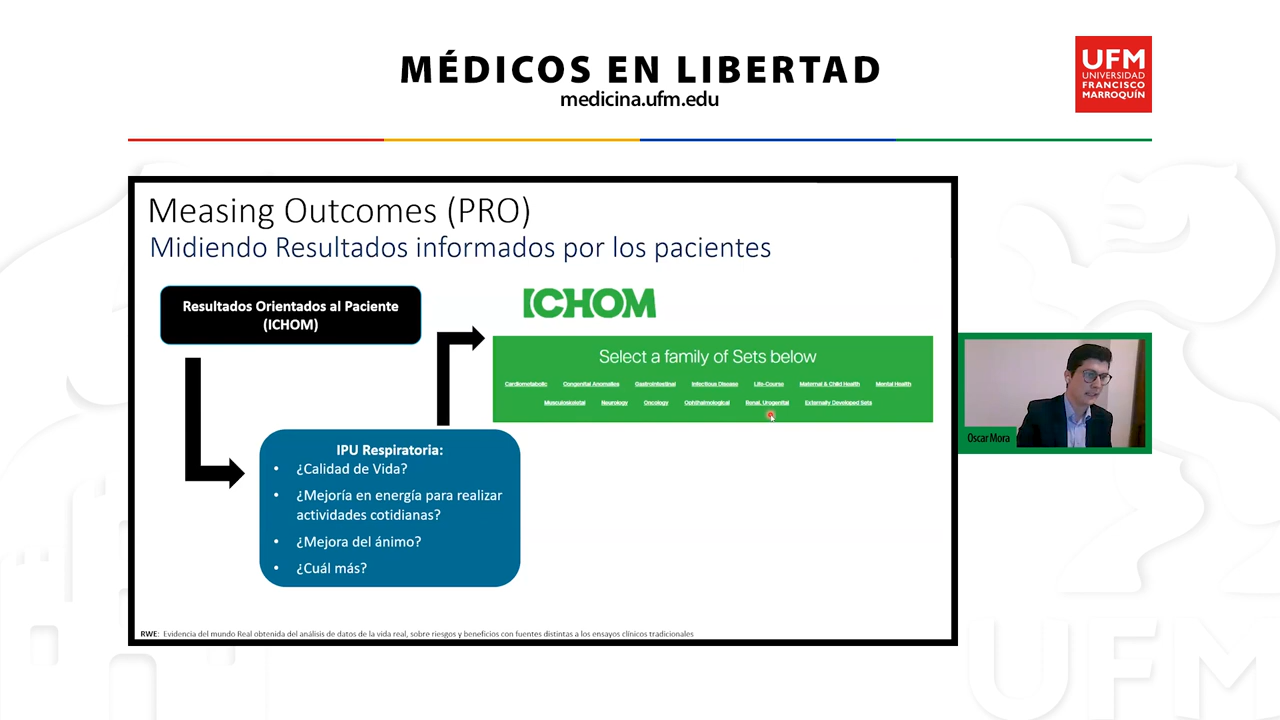 MÉDICOS EN LIBERTAD
medicina.ufm.edu
UFM
UNIVERSIDAD
FRANCISCO
MARROQUÍN
Measing Outcomes (PRO)
Midiendo Resultados informados por los pacientes
Resultados Orientados al Paciente
(ICHOM)
ICHOM
Select a family of Sets below
Cardiometabolic Congenital Anomalies Gastrointestinal Infectious Disease Life-Course Maternal & Child Health Mental Health
Musculoskeletal Neurology Oncology Ophthalmological Renal, Urogenital Externally Developed Sets
IPU Respiratoria:
• ¿Calidad de Vida?
• ¿Mejoría en energía para realizar
actividades cotidianas?
• ¿Mejora del ánimo?
• ¿Cuál más?
Oscar Mora
RWE: Evidencia del mundo Real obtenida del análisis de datos de la vida real, sobre riesgos y beneficios con fuentes distintas a los ensayos clínicos tradicionales
UFM